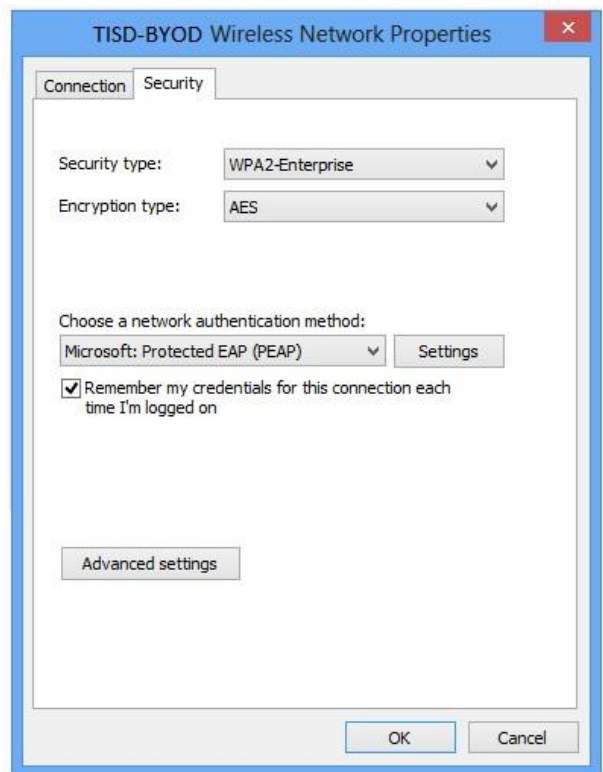 TISD-BYOD Wireless Network Properties
Connection
Security
Security type:
WPA2-Enterprise
Encryption type:
AES
Choose a network authentication method:
Microsoft: Protected EAP (PEAP)
Settings
Remember my credentials for this connection each
time I'm logged on
Advanced settings
OK
Cancel